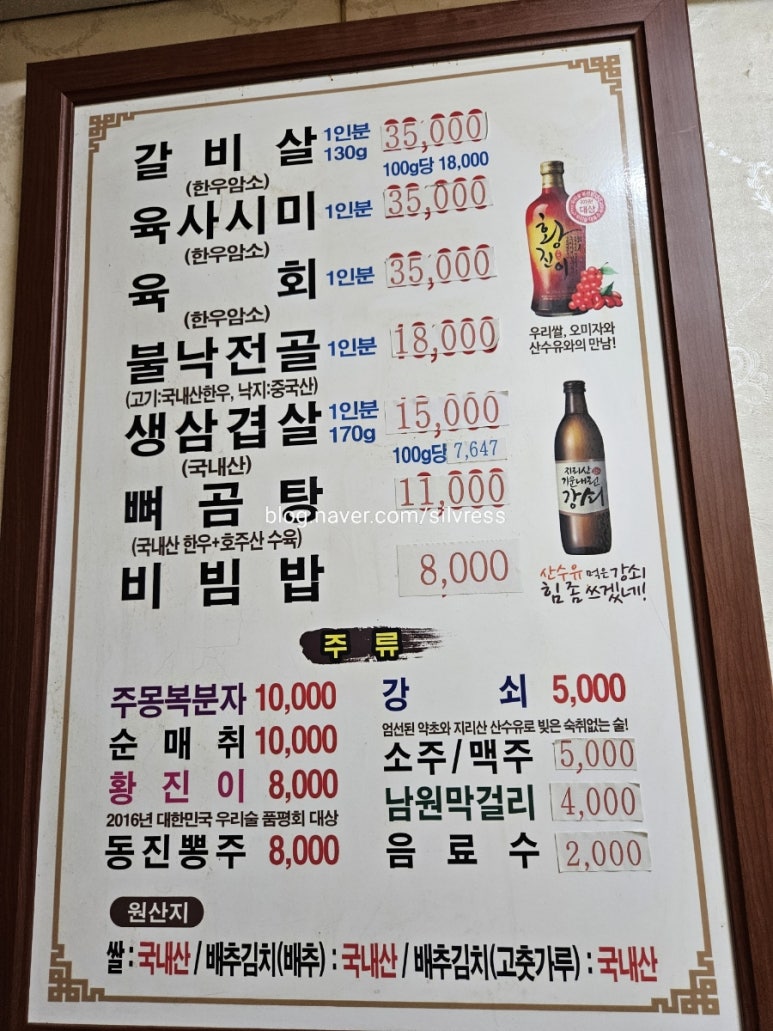 갈비살 1인분 130g 35,000
(한우암소) 100g당 18,000
육사시미 1인분 35,000
(한우암소)
육회 1인분 35,000
(한우암소)
불낙전골 1인분 18,000
(고기:국내산한우, 낙지:중국산)
생삼겹살 1인분 170g 15,000
(국내산) 100g당 7,647
뼈곰탕 11,000
(국내산 한우+호주산 수육)
비빔밥 8,000
황진이
대상
우리쌀, 오미자와
산수유와의 만남!
지리산
기운내린
강쇠
산수유 먹은 강쇠
힘 좀 쓰겠네!
blog.naver.com/silvress
주류
주몽복분자 10,000
순매취 10,000
황진이 8,000
2016년 대한민국 우리술 품평회 대상
동진뽕주 8,000
강쇠 5,000
엄선된 약초와 지리산 산수유로 빚은 숙취없는 술!
소주/맥주 5,000
남원막걸리 4,000
음료수 2,000
원산지
쌀 : 국내산 / 배추김치(배추) : 국내산 / 배추김치(고춧가루) : 국내산